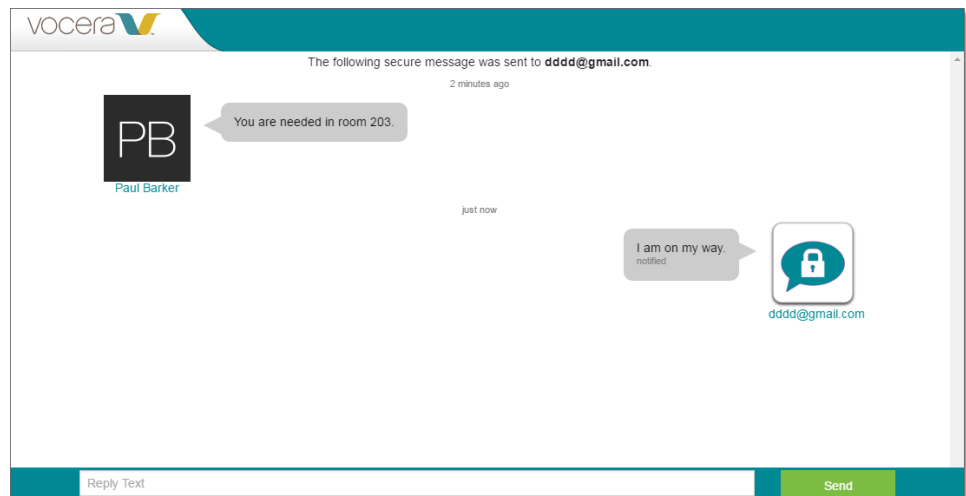 vocera
The following secure message was sent to dddd@gmail.com.
2 minutes ago
PB
You are needed in room 203.
Paul Barker
just now
I am on my way.
notified
dddd@gmail.com
Reply Text
Send